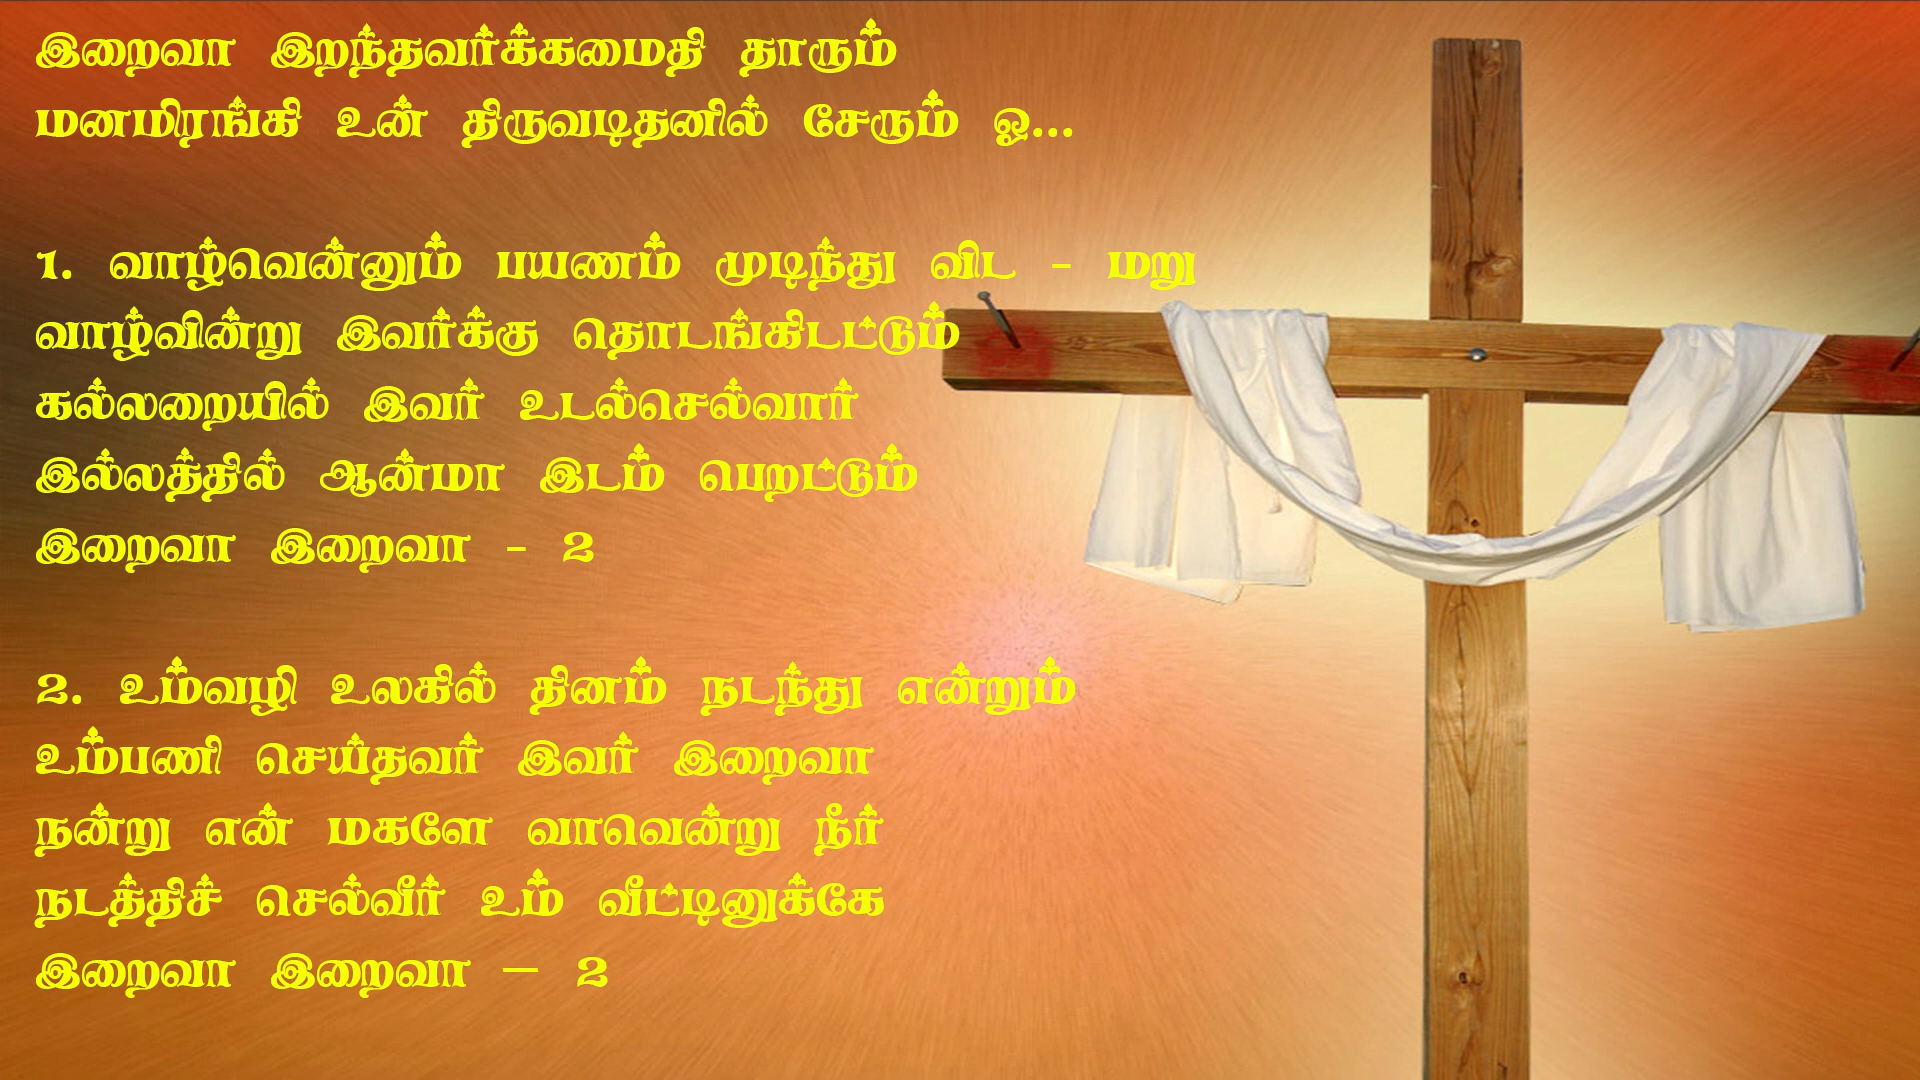 இறைவா இறந்தவர்க்கமைதி தாரும்
மனமிரங்கி உன் திருவடிதனில் சேரும் ஓ...
1. வாழ்வென்னும் பயணம் முடிந்து விட - மறு
வாழ்வின்று இவர்க்கு தொடங்கிடட்டும்
கல்லறையில் இவர் உடல்செல்வார்
இல்லத்தில் ஆன்மா இடம் பெறட்டும்
இறைவா இறைவா - 2
2. உம்வழி உலகில் தினம் நடந்து என்றும்
உம்பணி செய்தவர் இவர் இறைவா
நன்று என் மகளே வாவென்று நீர்
நடத்திச் செல்வீர் உம் வீட்டினுக்கே
இறைவா இறைவா – 2